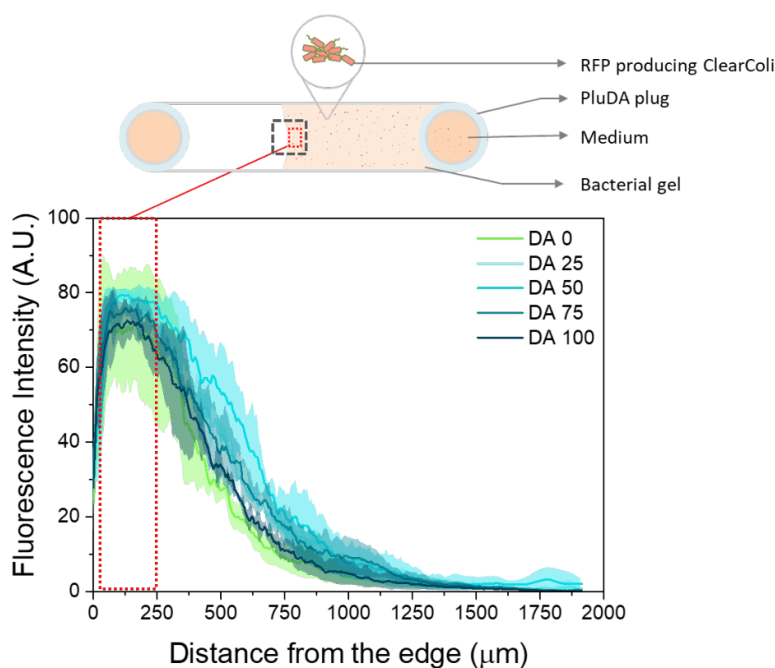 RFP producing ClearColi
PluDA plug
Medium
Bacterial gel
100
80
60
40
20
0
Fluorescence Intensity (A.U.)
DA 0
DA 25
DA 50
DA 75
DA 100
0 250 500 750 1000 1250 1500 1750 2000
Distance from the edge (μm)